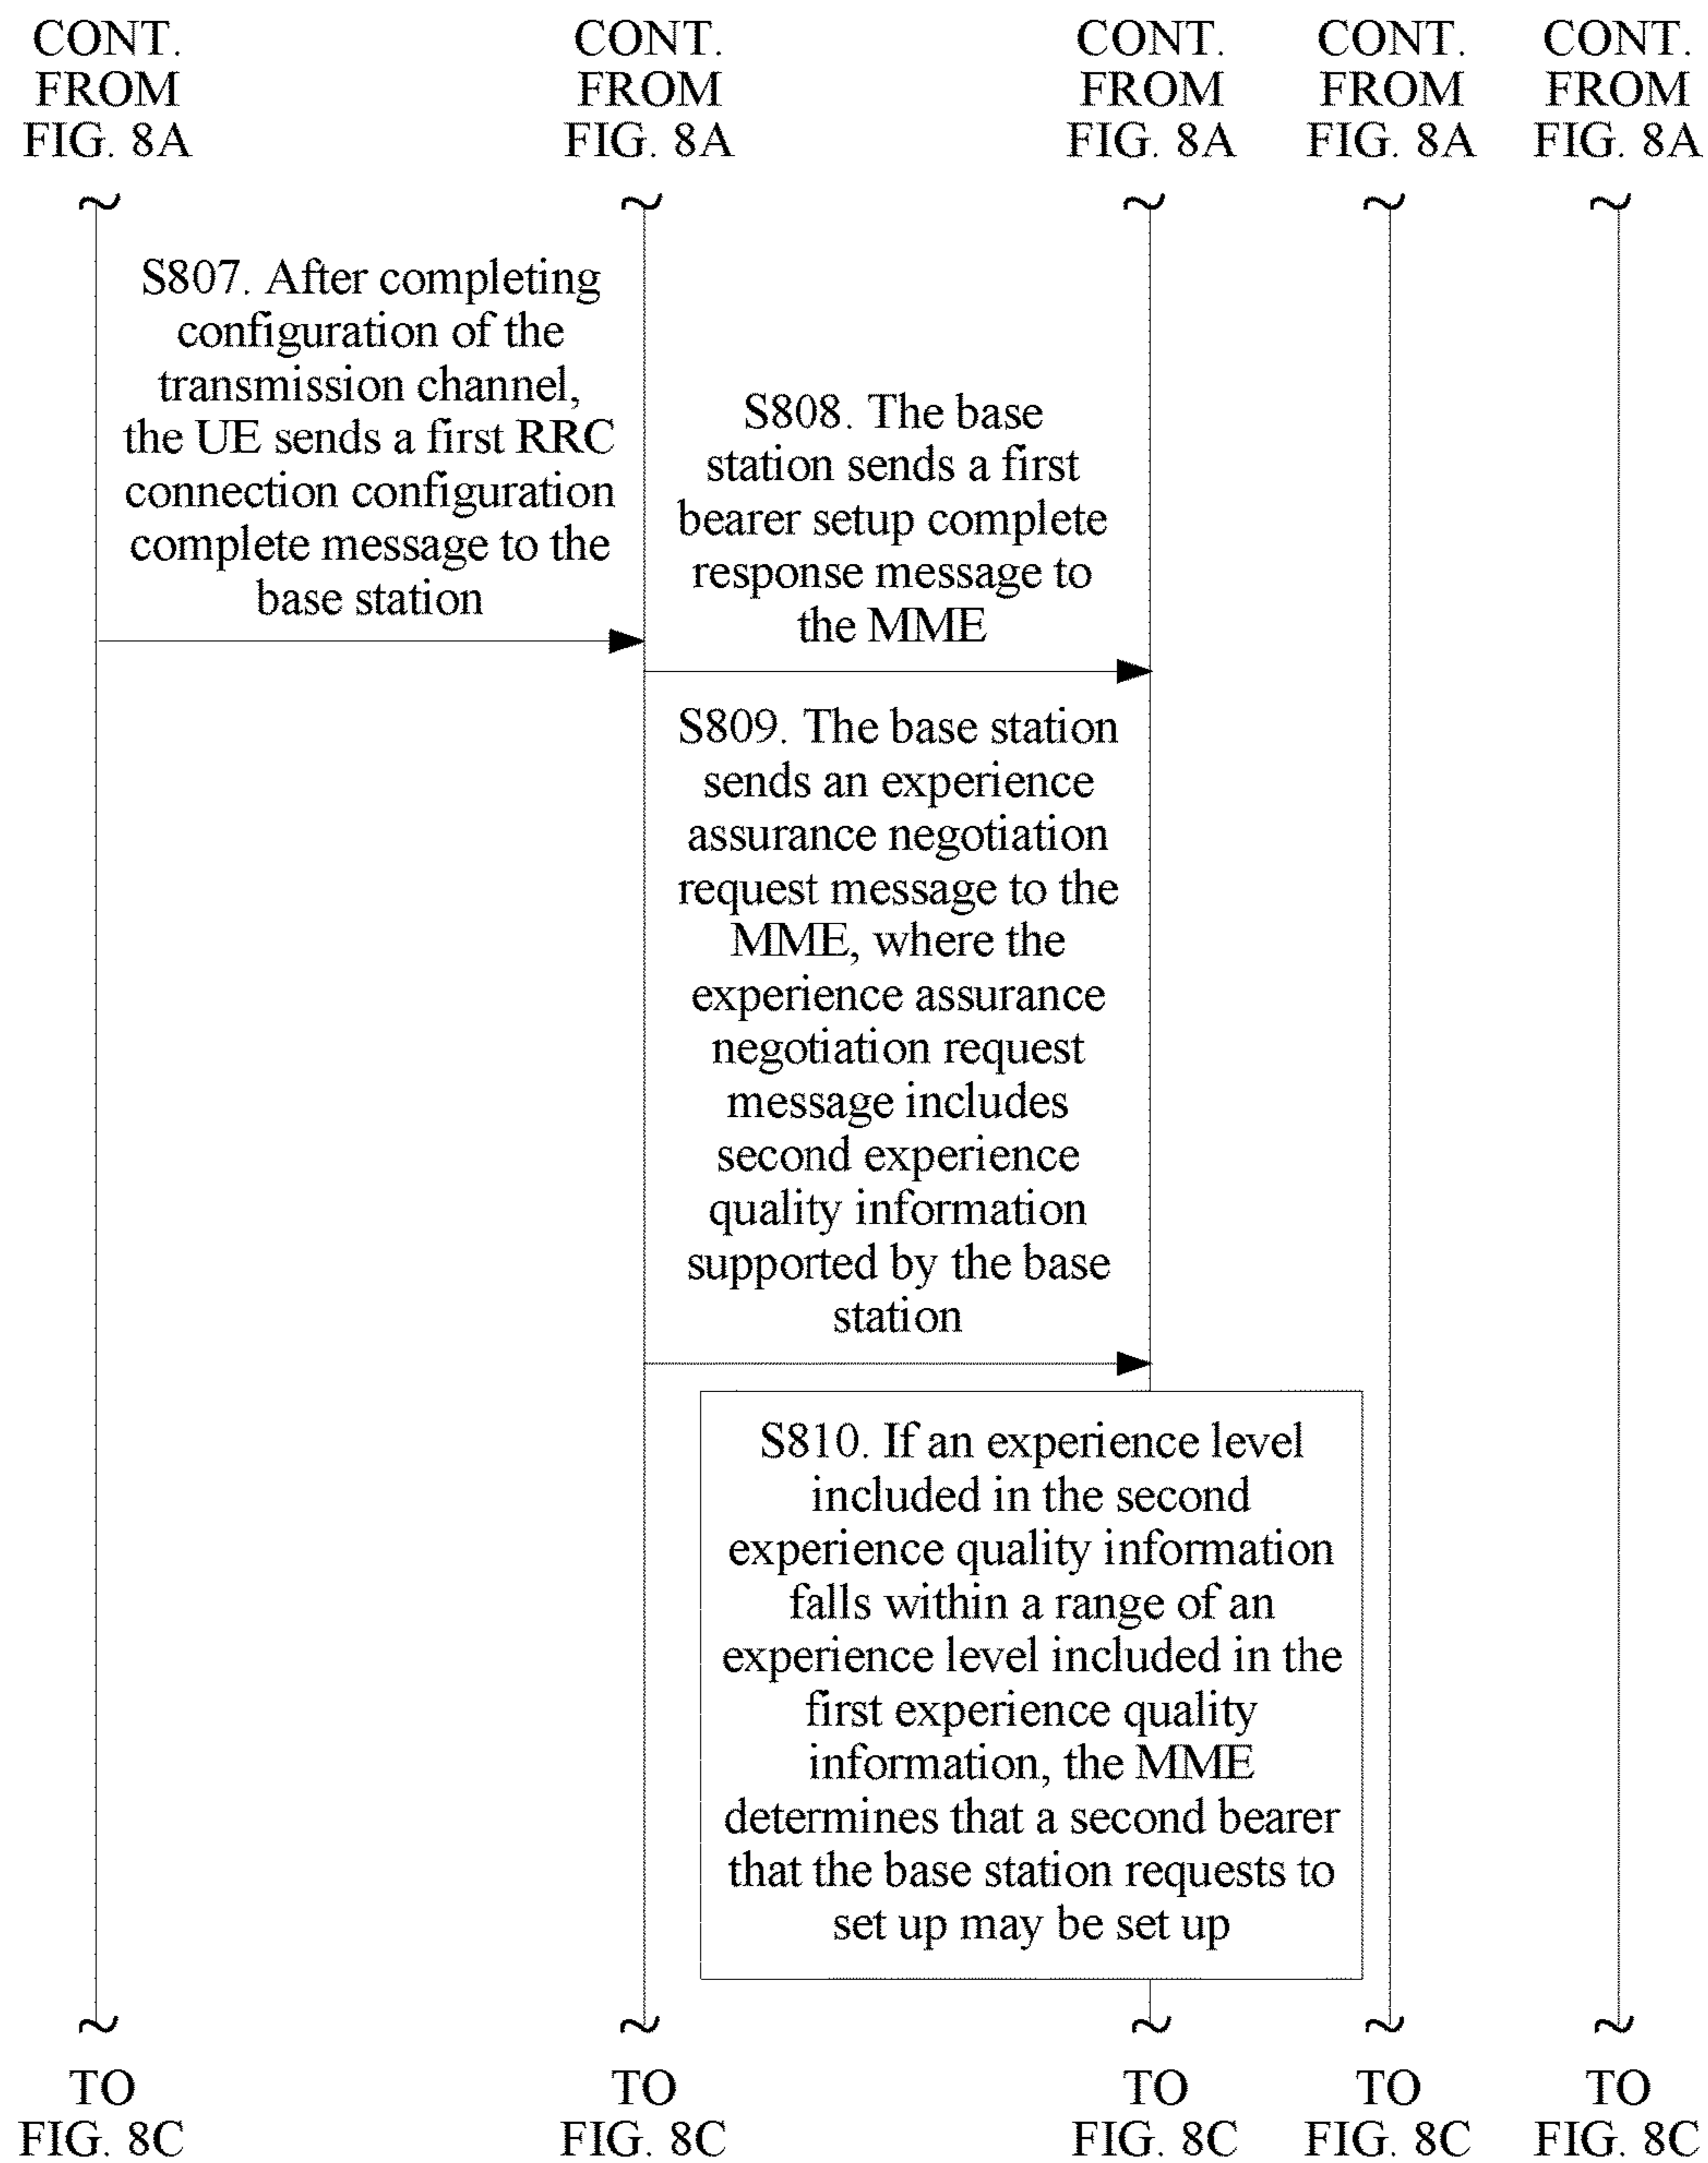 CONT.
FROM
FIG. 8A
CONT.
FROM
FIG. 8A
CONT.
FROM
FIG. 8A
CONT.
FROM
FIG. 8A
CONT.
FROM
FIG. 8A
S807. After completing
configuration of the
transmission channel,
the UE sends a first RRC
connection configuration
complete message to the
base station
S808. The base
station sends a first
bearer setup complete
response message to
the MME
S809. The base station
sends an experience
assurance negotiation
request message to the
MME, where the
experience assurance
negotiation request
message includes
second experience
quality information
supported by the base
station
S810. If an experience level
included in the second
experience quality information
falls within a range of an
experience level included in the
first experience quality
information, the MME
determines that a second bearer
that the base station requests to
set up may be set up
TO
FIG. 8C
TO
FIG. 8C
TO
FIG. 8C
TO
FIG. 8C
TO
FIG. 8C